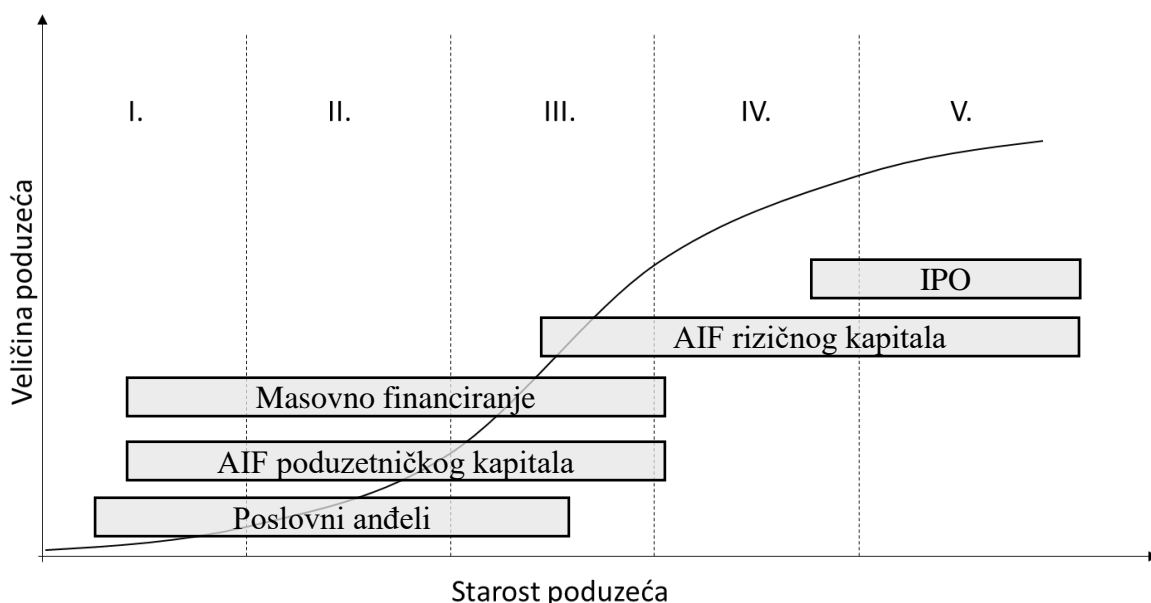 I.
II.
III.
IV.
V.
Veličina poduzeća
IPO
AIF rizičnog kapitala
Masovno financiranje
AIF poduzetničkog kapitala
Poslovni anđeli
Starost poduzeća